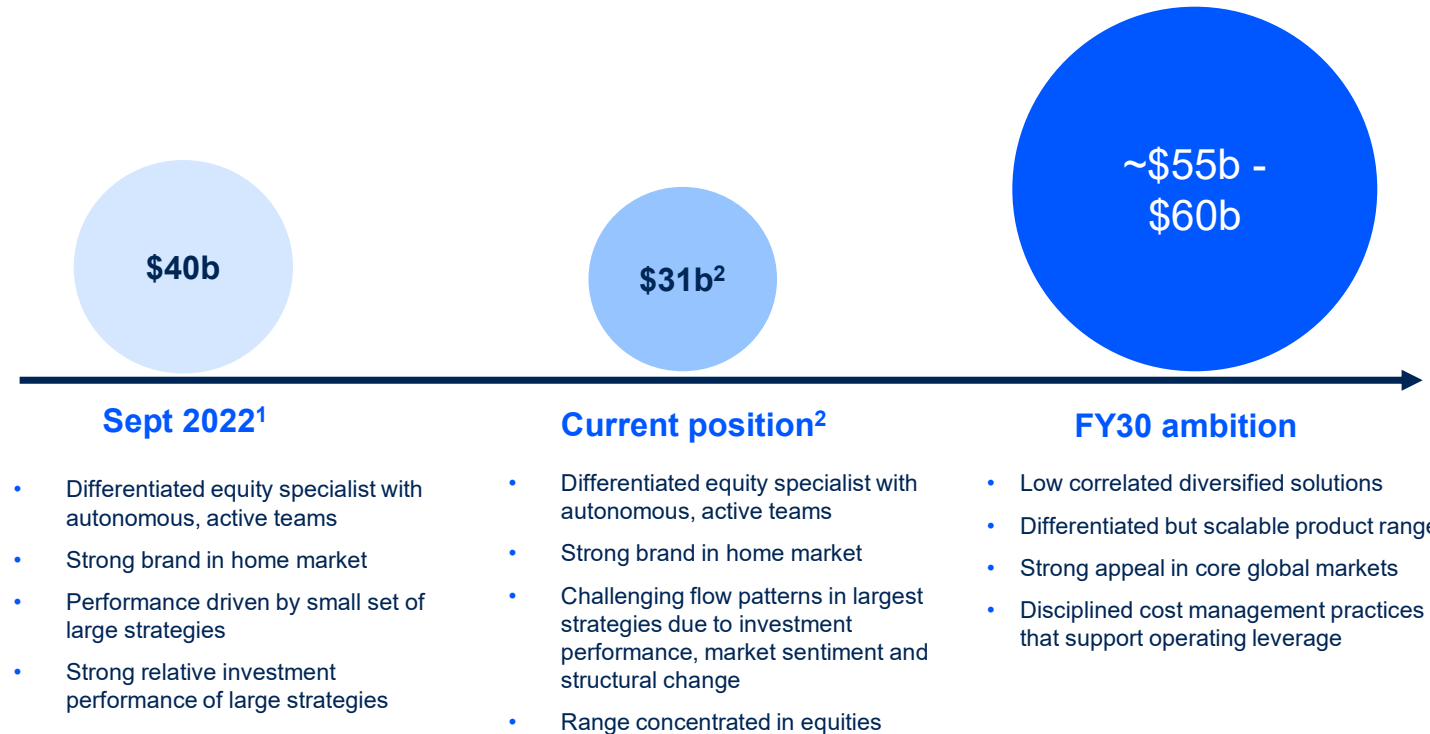 $40b
$31b²
~$55b -
$60b
Sept 2022¹
• Differentiated equity specialist with
autonomous, active teams
• Strong brand in home market
• Performance driven by small set of
large strategies
• Strong relative investment
performance of large strategies
Current position²
• Differentiated equity specialist with
autonomous, active teams
• Strong brand in home market
• Challenging flow patterns in largest
strategies due to investment
performance, market sentiment and
structural change
• Range concentrated in equities
FY30 ambition
• Low correlated diversified solutions
• Differentiated but scalable product range
• Strong appeal in core global markets
• Disciplined cost management practices
that support operating leverage